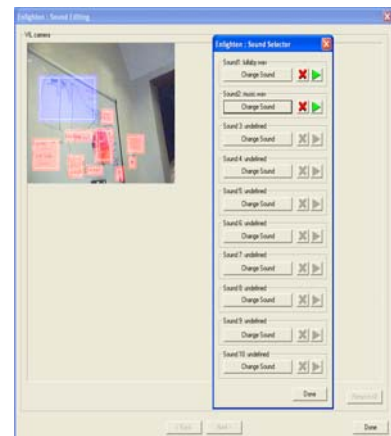 Enlighten : Sound Editing
VIL camera
Enlighten : Sound Selector
Sound1: lullaby.wav
Change Sound
Sound2: music.wav
Change Sound
Sound 3: undefined
Change Sound
Sound 4: undefined
Change Sound
Sound 5: undefined
Change Sound
Sound 6: undefined
Change Sound
Sound 7: undefined
Change Sound
Sound 8: undefined
Change Sound
Sound 9: undefined
Change Sound
Sound 10: undefined
Change Sound
Done
< Back
Next >
Done